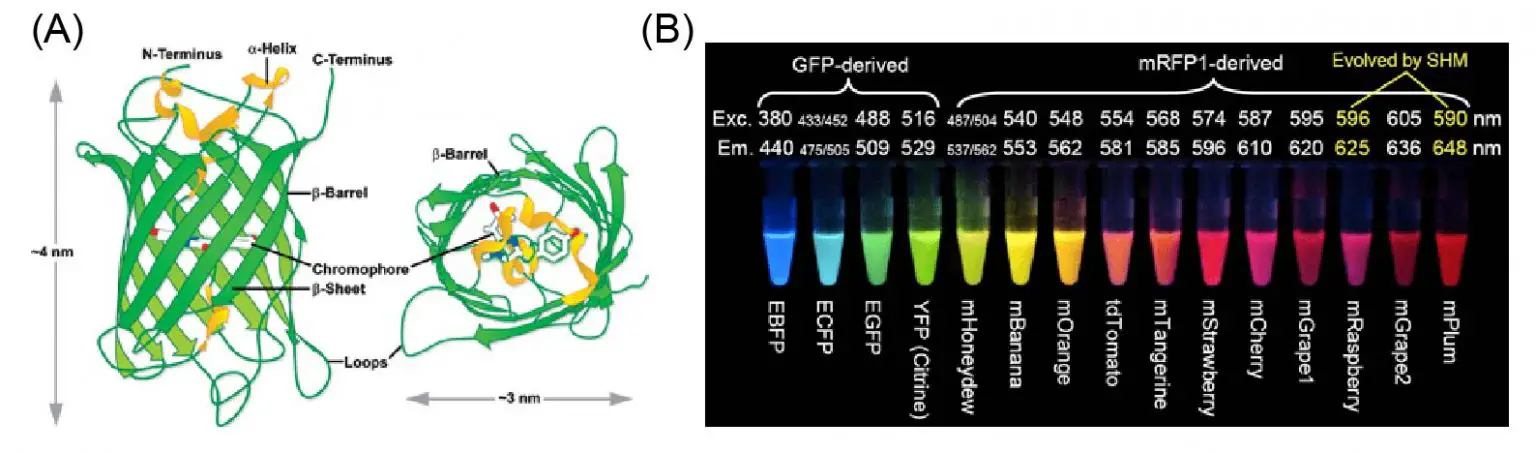 (A)
N-Terminus
α-Helix
C-Terminus
β-Barrel
β-Barrel
~4 nm
Chromophore
β-Sheet
Loops
~3 nm
(B)
GFP-derived mRFP1-derived Evolved by SHM
Exc. 380 433/452 488 516 487/504 540 548 554 568 574 587 595 596 605 590 nm
Em. 440 475/505 509 529 537/562 553 562 581 585 596 610 620 625 636 648 nm
EBFP
ECFP
EGFP
YFP (Citrine)
mHoneydew
mBanana
mOrange
tdTomato
mTangerine
mStrawberry
mCherry
mGrape1
mRaspberry
mGrape2
mPlum